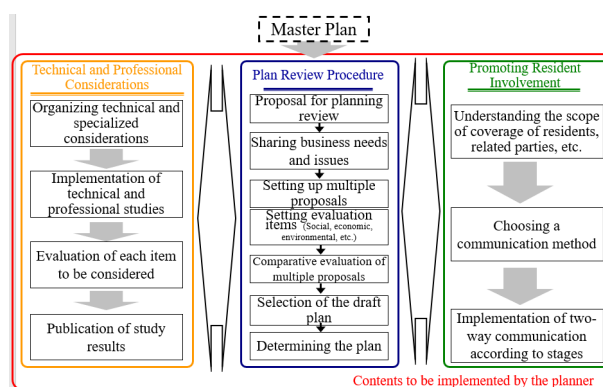 Master Plan
Technical and Professional
Considerations
Organizing technical and
specialized considerations
Implementation of
technical and
professional studies
Evaluation of each item
to be considered
Publication of study
results
Plan Review Procedure
Proposal for planning
review
Sharing business needs
and issues
Setting up multiple
proposals
Setting evaluation
items (Social, economic,
environmental, etc.)
Comparative evaluation of
multiple proposals
Selection of the draft
plan
Determining the plan
Promoting Resident
Involvement
Understanding the scope
of coverage of residents,
related parties, etc.
Choosing a
communication method
Implementation of two-
way communication
according to stages
Contents to be implemented by the planner